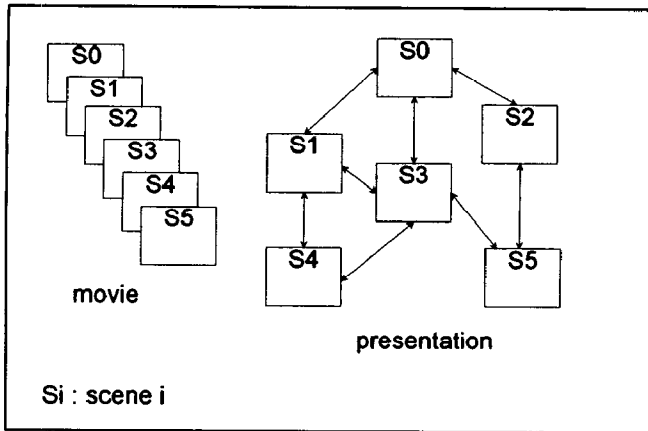 S0
S1
S2
S3
S4
S5
movie
S0
S1
S2
S3
S4
S5
presentation
Si : scene i